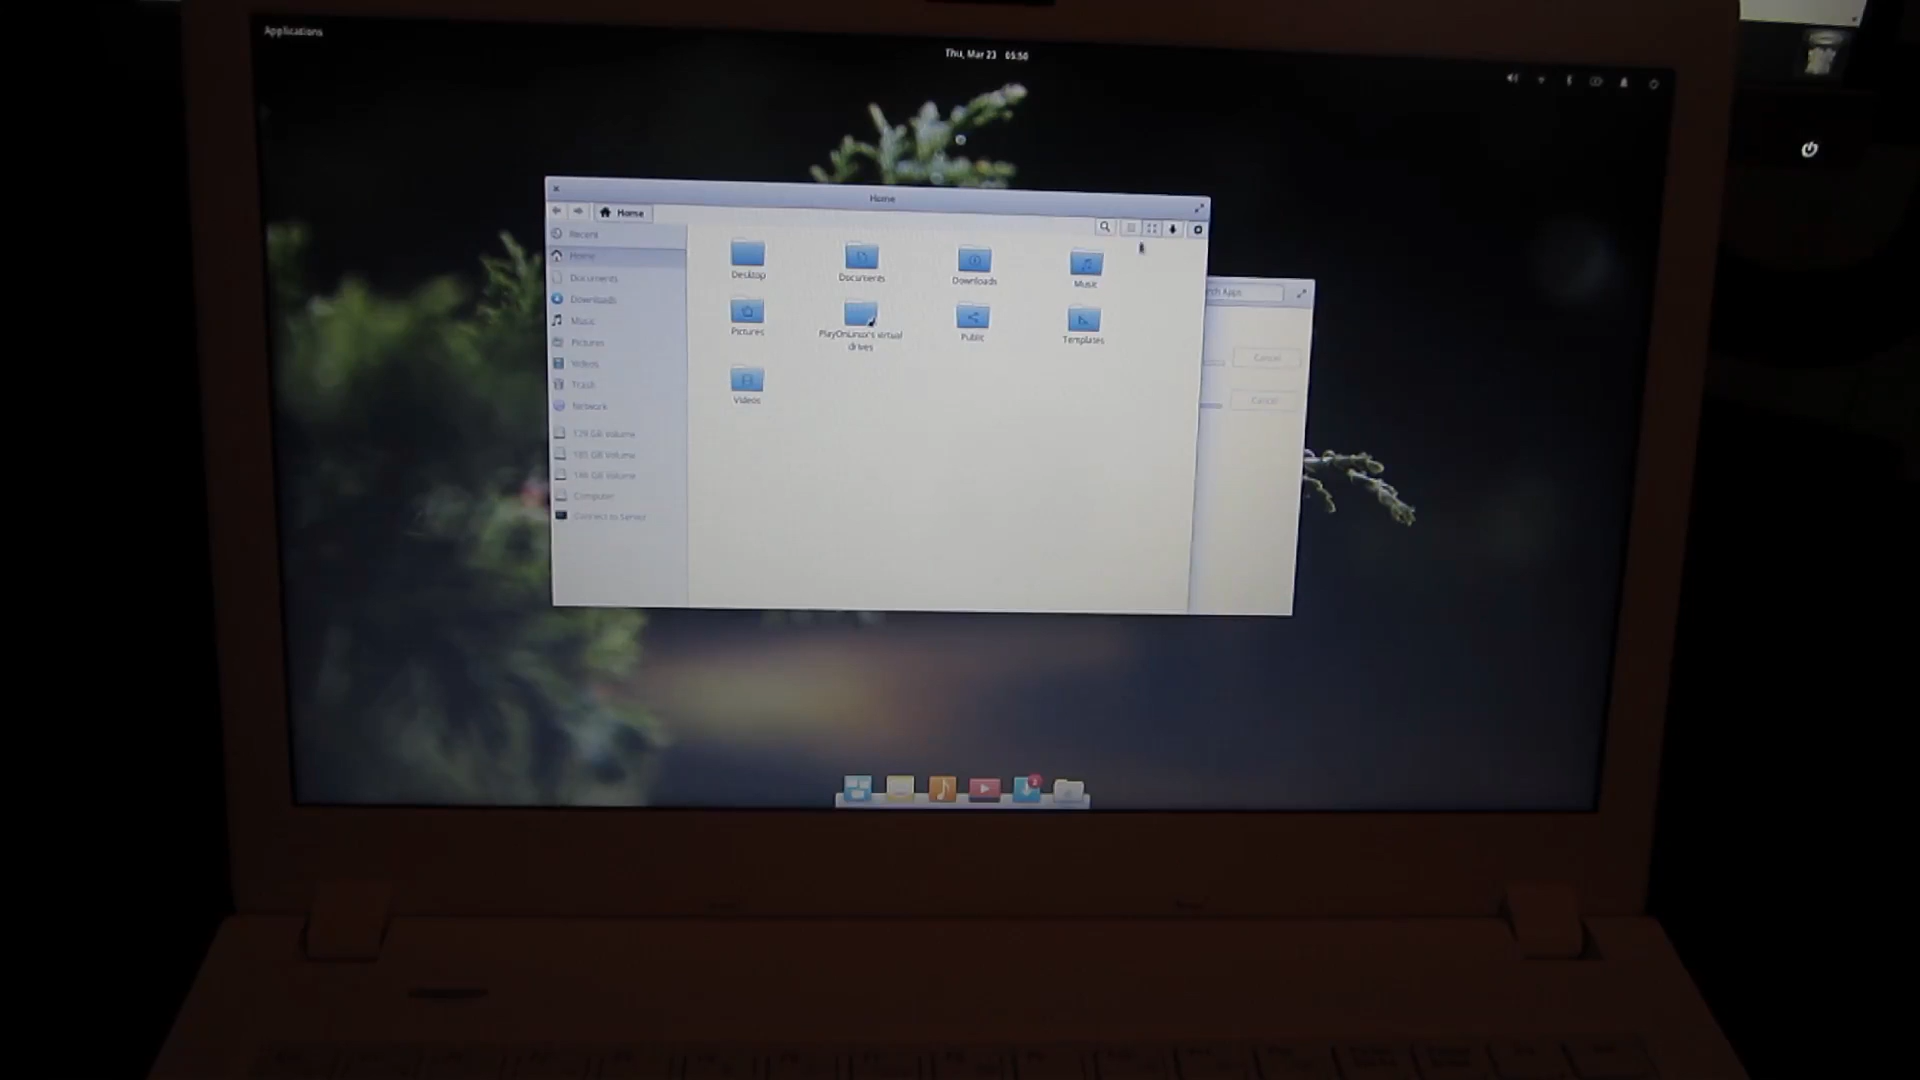 Applications
Thu, Mar 23 05:50
Home
Home
Recent
Home
Documents
Downloads
Music
Pictures
Videos
Trash
Network
129 GB Volume
GB Volume
GB Volume
Computer
Connect to Server
Desktop
Documents
Downloads
Music
Pictures
PlayOnLinux's virtual
drives
Public
Templates
Videos
rch Apps
Cancel
Cancel